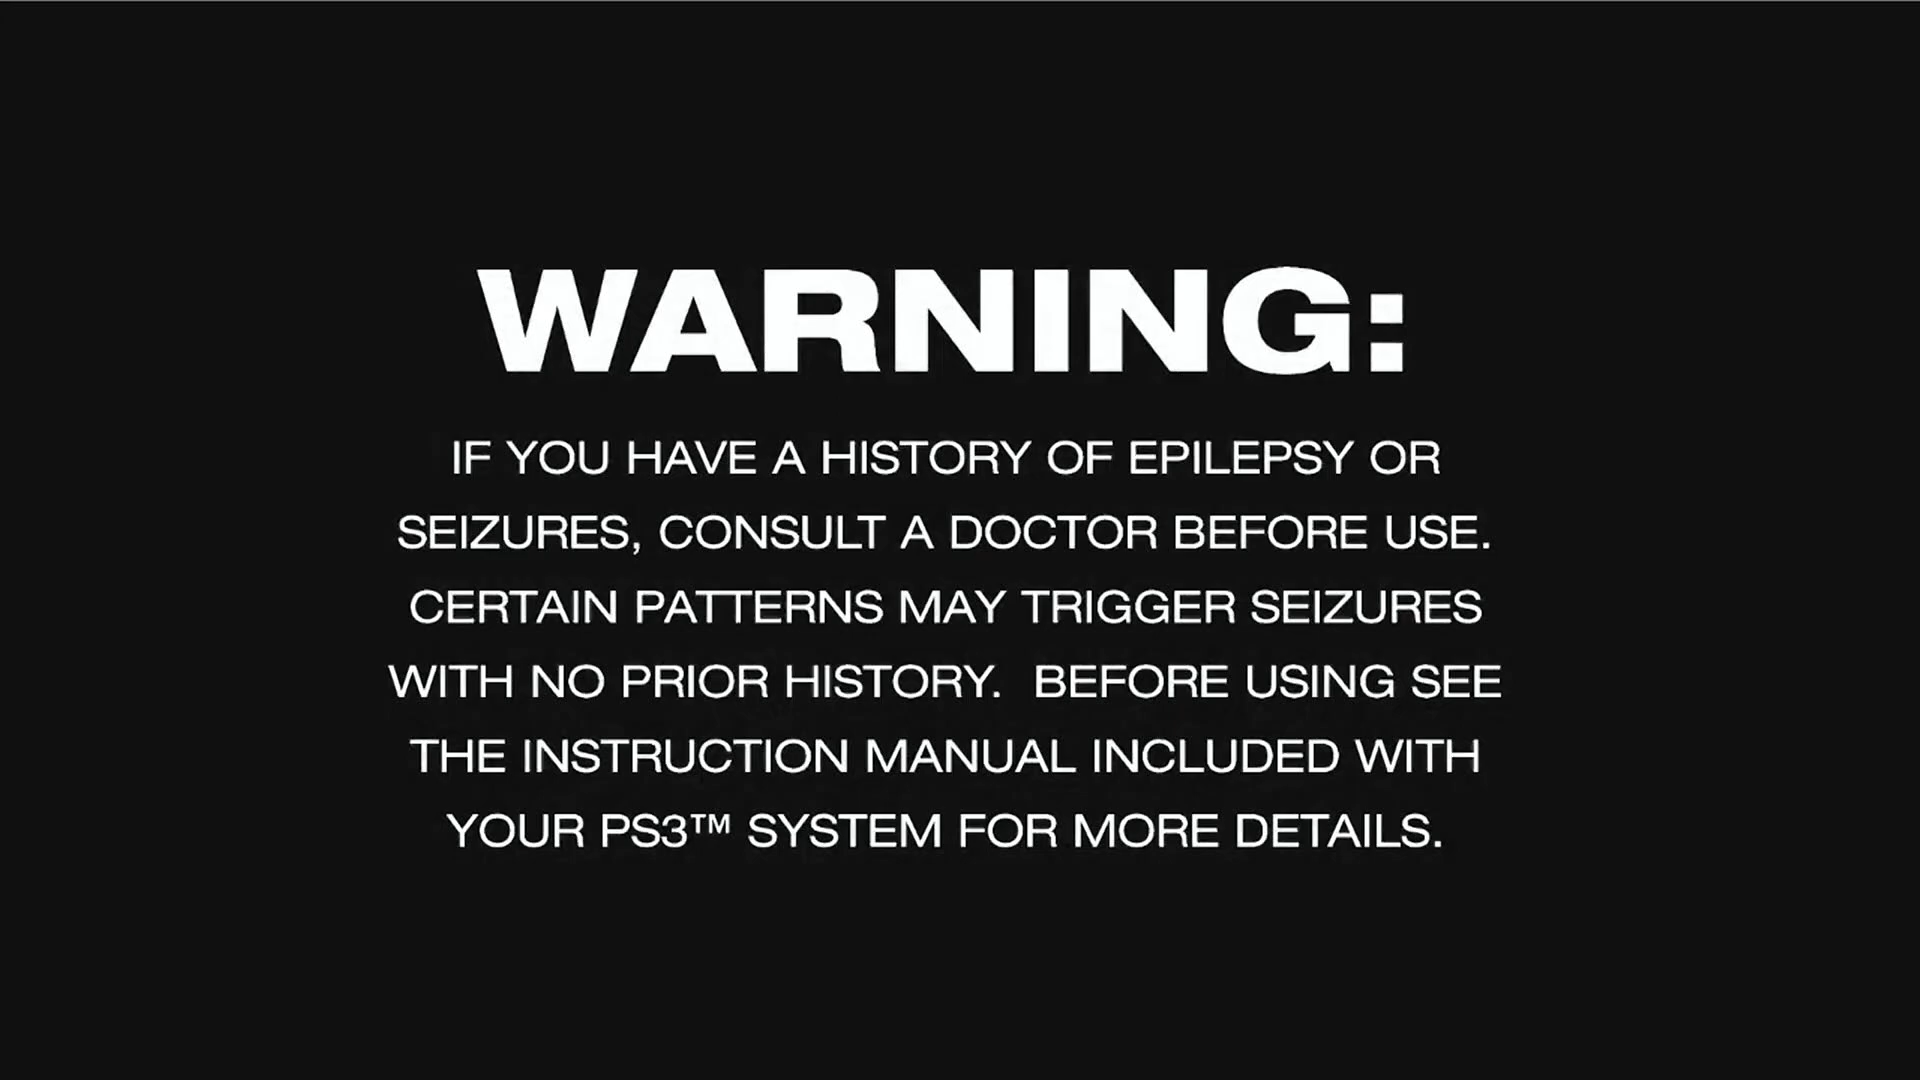 WARNING:
IF YOU HAVE A HISTORY OF EPILEPSY OR
SEIZURES, CONSULT A DOCTOR BEFORE USE.
CERTAIN PATTERNS MAY TRIGGER SEIZURES
WITH NO PRIOR HISTORY.  BEFORE USING SEE
THE INSTRUCTION MANUAL INCLUDED WITH
YOUR PS3™ SYSTEM FOR MORE DETAILS.